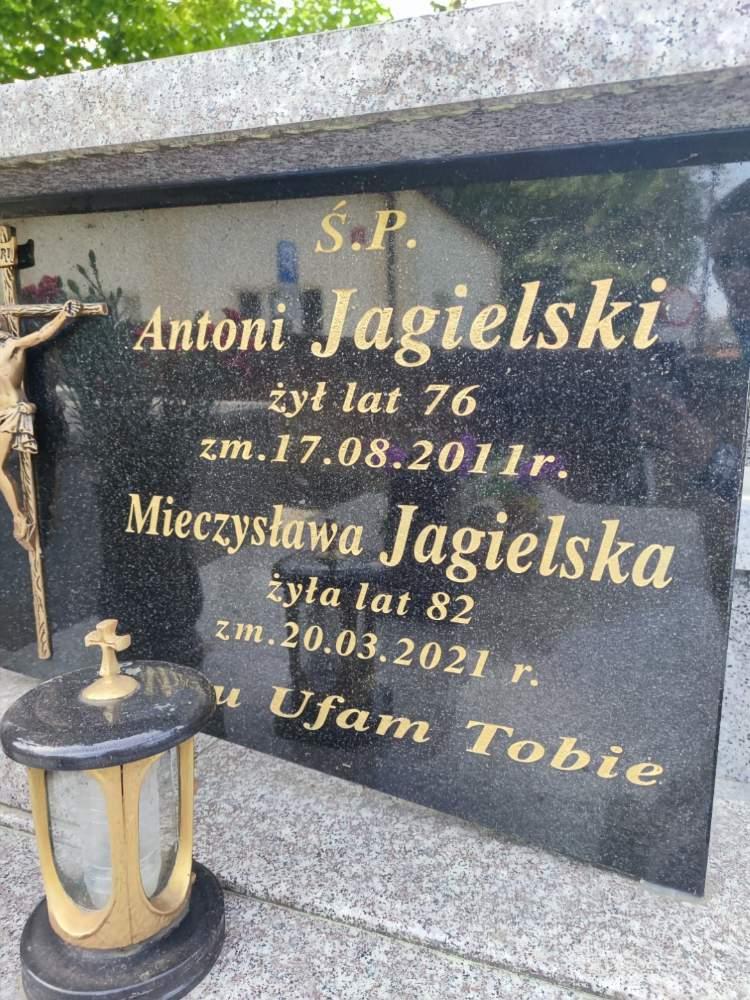 Ś.P.
Antoni Jagielski
żył lat 76
zm.17.08.2011r.
Mieczysława Jagielska
żyła lat 82
zm.20.03.2021 r.
Ufam Tobie